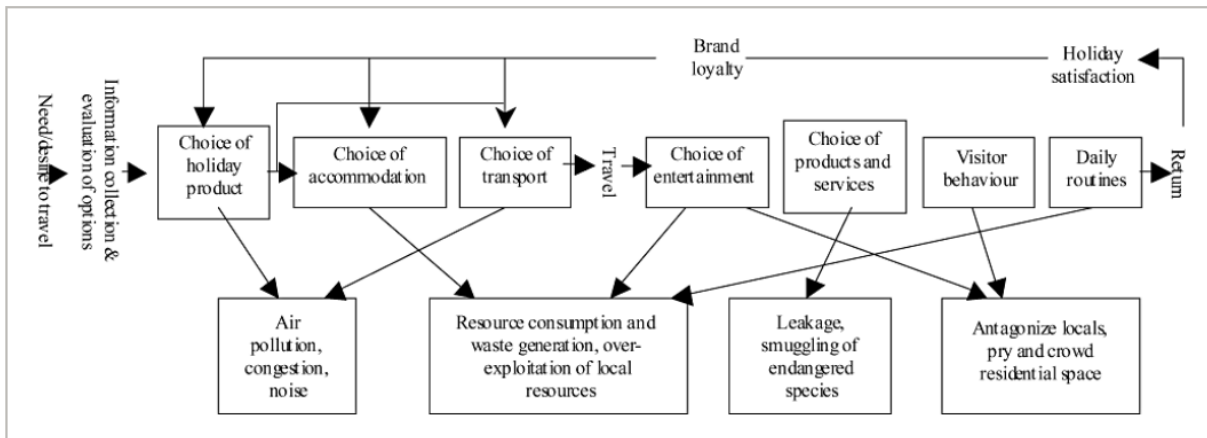 Brand
loyalty
Holiday
satisfaction
Need/desire to travel
Information collection &
evaluation of options
Choice of
holiday
product
Choice of
accommodation
Choice of
transport
Travel
Choice of
entertainment
Choice of
products and
services
Visitor
behaviour
Daily
routines
Return
Air
pollution,
congestion,
noise
Resource consumption and
waste generation, over-
exploitation of local
resources
Leakage,
smuggling of
endangered
species
Antagonize locals,
pry and crowd
residential space